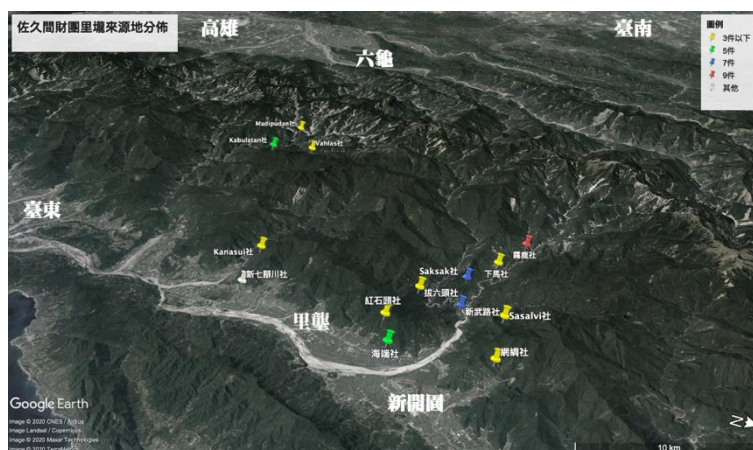 佐久間財團里壠來源地分佈
高雄
六龜
臺南
圖例
3件以下
5件
7件
9件
其他
Madipudan社
Kabulatan社
Vahlas社
臺東
Kanasui社
新七腳川社
霧鹿社
下馬社
Saksak社
拔六頭社
新武路社
Sasalvi社
紅石頭社
里壠
海端社
網綢社
新開園
Google Earth
Image © 2020 CNES / Airbus
Image Landsat / Copernicus
Image © 2020 Maxar Technologies
Image © 2020 TerraMetrics
N
10 km